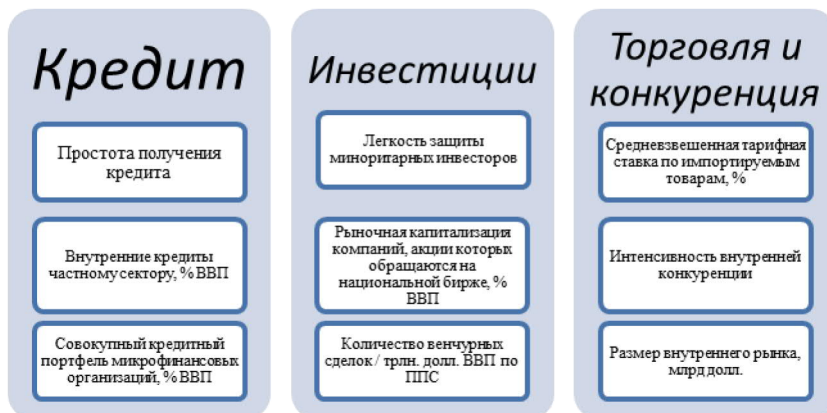 Кредит
Простота получения
кредита
Внутренние кредиты
частному сектору, % ВВП
Совокупный кредитный
портфель микрофинансовых
организаций, % ВВП
Инвестиции
Легкость защиты
миноритарных инвесторов
Рыночная капитализация
компаний, акции которых
обращаются на
национальной бирже, %
ВВП
Количество венчурных
сделок / трлн. долл. ВВП по
ППС
Торговля и
конкуренция
Средневзвешенная тарифная
ставка по импортируемым
товарам, %
Интенсивность внутренней
конкуренции
Размер внутреннего рынка,
млрд долл.